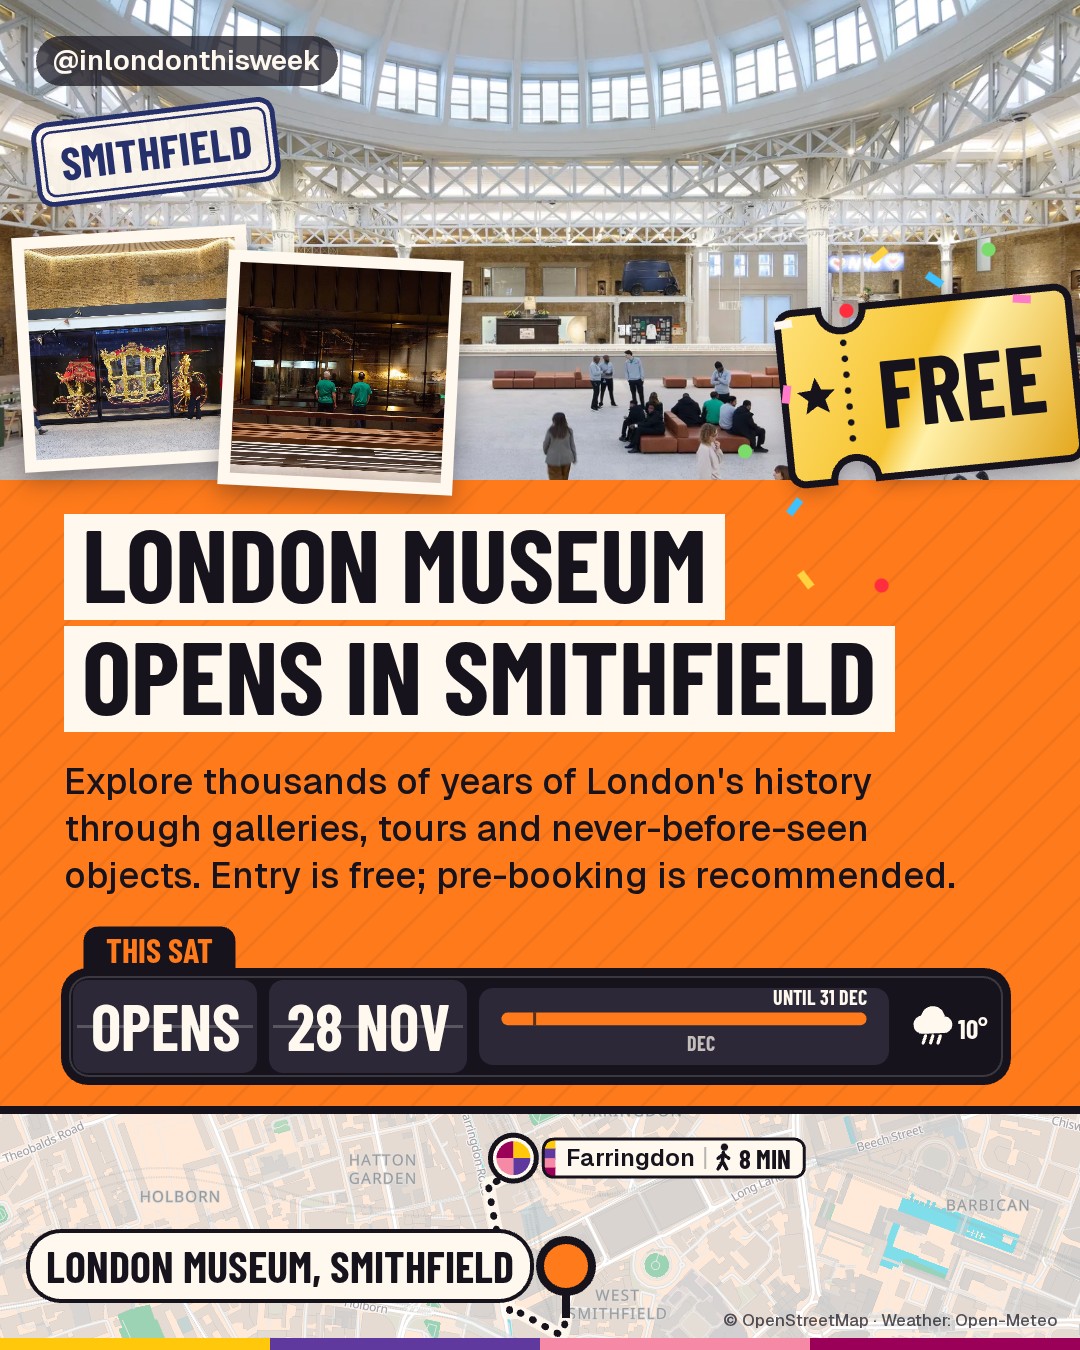 @inlondonthisweek
SMITHFIELD
FREE
LONDON MUSEUM
OPENS IN SMITHFIELD
Explore thousands of years of London's history
through galleries, tours and never-before-seen
objects. Entry is free; pre-booking is recommended.
THIS SAT
OPENS
28 NOV
UNTIL 31 DEC
DEC
10°
Theobalds Road
HATTON
GARDEN
HOLBORN
Farringdon
8 MIN
Beech Street
BARBICAN
LONDON MUSEUM, SMITHFIELD
Holborn
WEST
SMITHFIELD
© OpenStreetMap · Weather: Open-Meteo